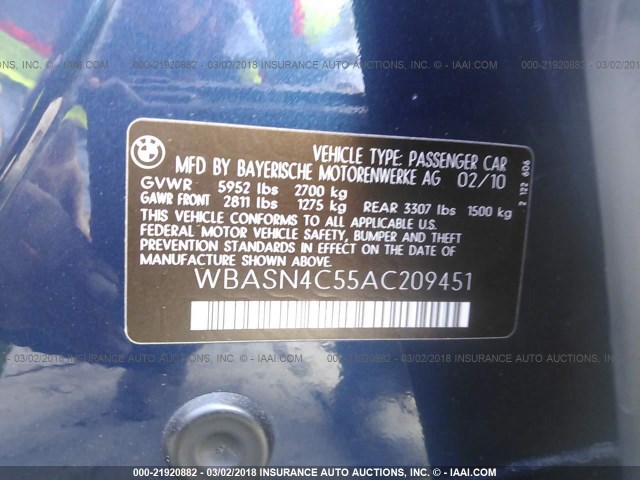 000-21920882 - 03/02/2018 INSURANCE AUTO AUCTIONS, INC. © - IAAI.COM
VEHICLE TYPE: PASSENGER CAR
MFD BY BAYERISCHE MOTORENWERKE AG 02/10
GVWR 5952 lbs 2700 kg
GAWR FRONT 2811 lbs 1275 kg REAR 3307 lbs 1500 kg
THIS VEHICLE CONFORMS TO ALL APPLICABLE U.S.
FEDERAL MOTOR VEHICLE SAFETY, BUMPER AND THEFT
PREVENTION STANDARDS IN EFFECT ON THE DATE OF
MANUFACTURE SHOWN ABOVE.
WBASN4C55AC209451
2 122 606
000-21920882 - 03/02/2018 INSURANCE AUTO AUCTIONS, INC. © - IAAI.COM
000-21920882 - 03/02/2018 INSURANCE AUTO AUCTIONS, INC. © - IAAI.COM